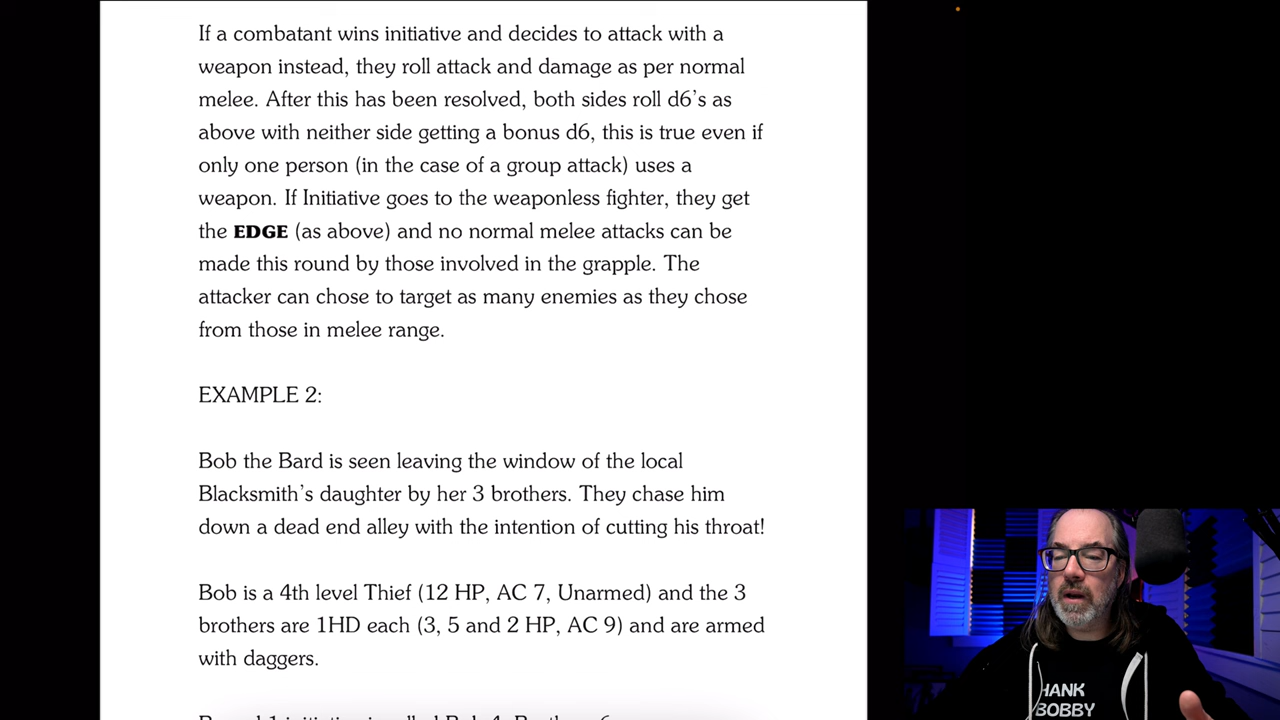 If a combatant wins initiative and decides to attack with a
weapon instead, they roll attack and damage as per normal
melee. After this has been resolved, both sides roll d6's as
above with neither side getting a bonus d6, this is true even if
only one person (in the case of a group attack) uses a
weapon. If Initiative goes to the weaponless fighter, they get
the EDGE (as above) and no normal melee attacks can be
made this round by those involved in the grapple. The
attacker can chose to target as many enemies as they chose
from those in melee range.
EXAMPLE 2:
Bob the Bard is seen leaving the window of the local
Blacksmith's daughter by her 3 brothers. They chase him
down a dead end alley with the intention of cutting his throat!
Bob is a 4th level Thief (12 HP, AC 7, Unarmed) and the 3
brothers are 1HD each (3, 5 and 2 HP, AC 9) and are armed
with daggers.
HANK
BOBBY